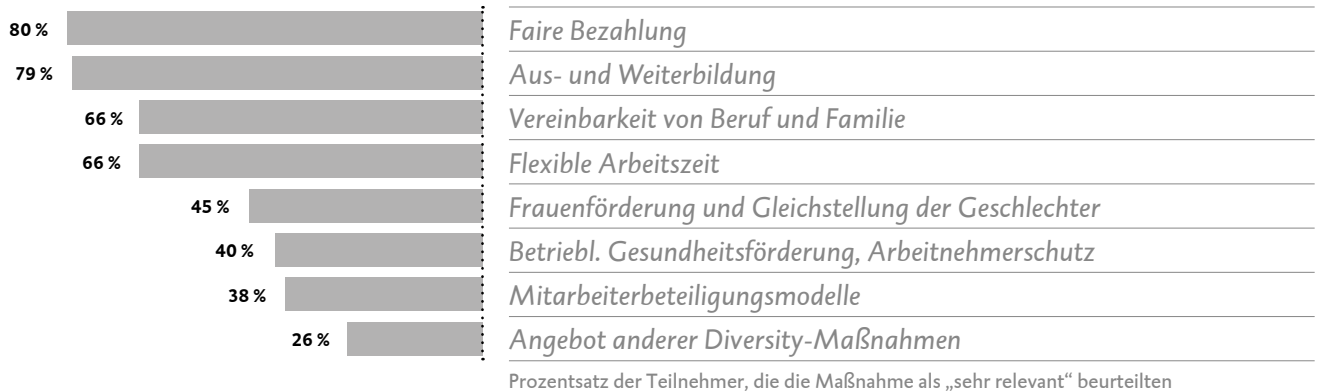 80 % Faire Bezahlung
79 % Aus- und Weiterbildung
66 % Vereinbarkeit von Beruf und Familie
66 % Flexible Arbeitszeit
45 % Frauenförderung und Gleichstellung der Geschlechter
40 % Betriebl. Gesundheitsförderung, Arbeitnehmerschutz
38 % Mitarbeiterbeteiligungsmodelle
26 % Angebot anderer Diversity-Maßnahmen
Prozentsatz der Teilnehmer, die die Maßnahme als „sehr relevant“ beurteilten